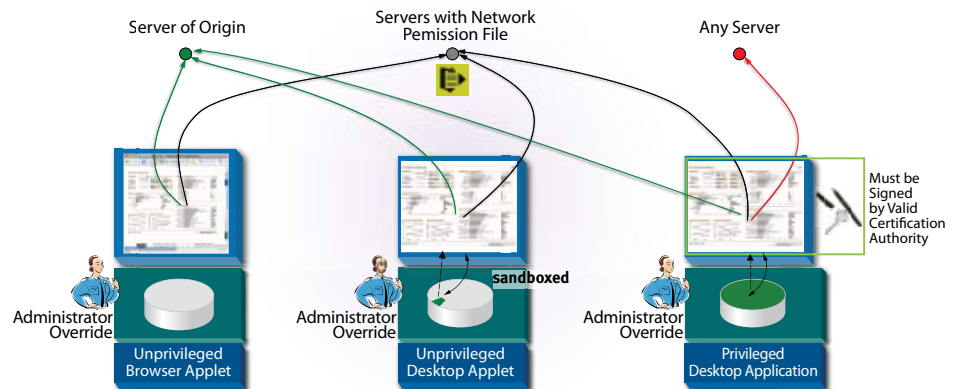 Server of Origin
Servers with Network
Pemission File
Any Server
Must be
Signed
by Valid
Certification
Authority
sandboxed
Administrator
Override
Administrator
Override
Administrator
Override
Unprivileged
Browser Applet
Unprivileged
Desktop Applet
Privileged
Desktop Application